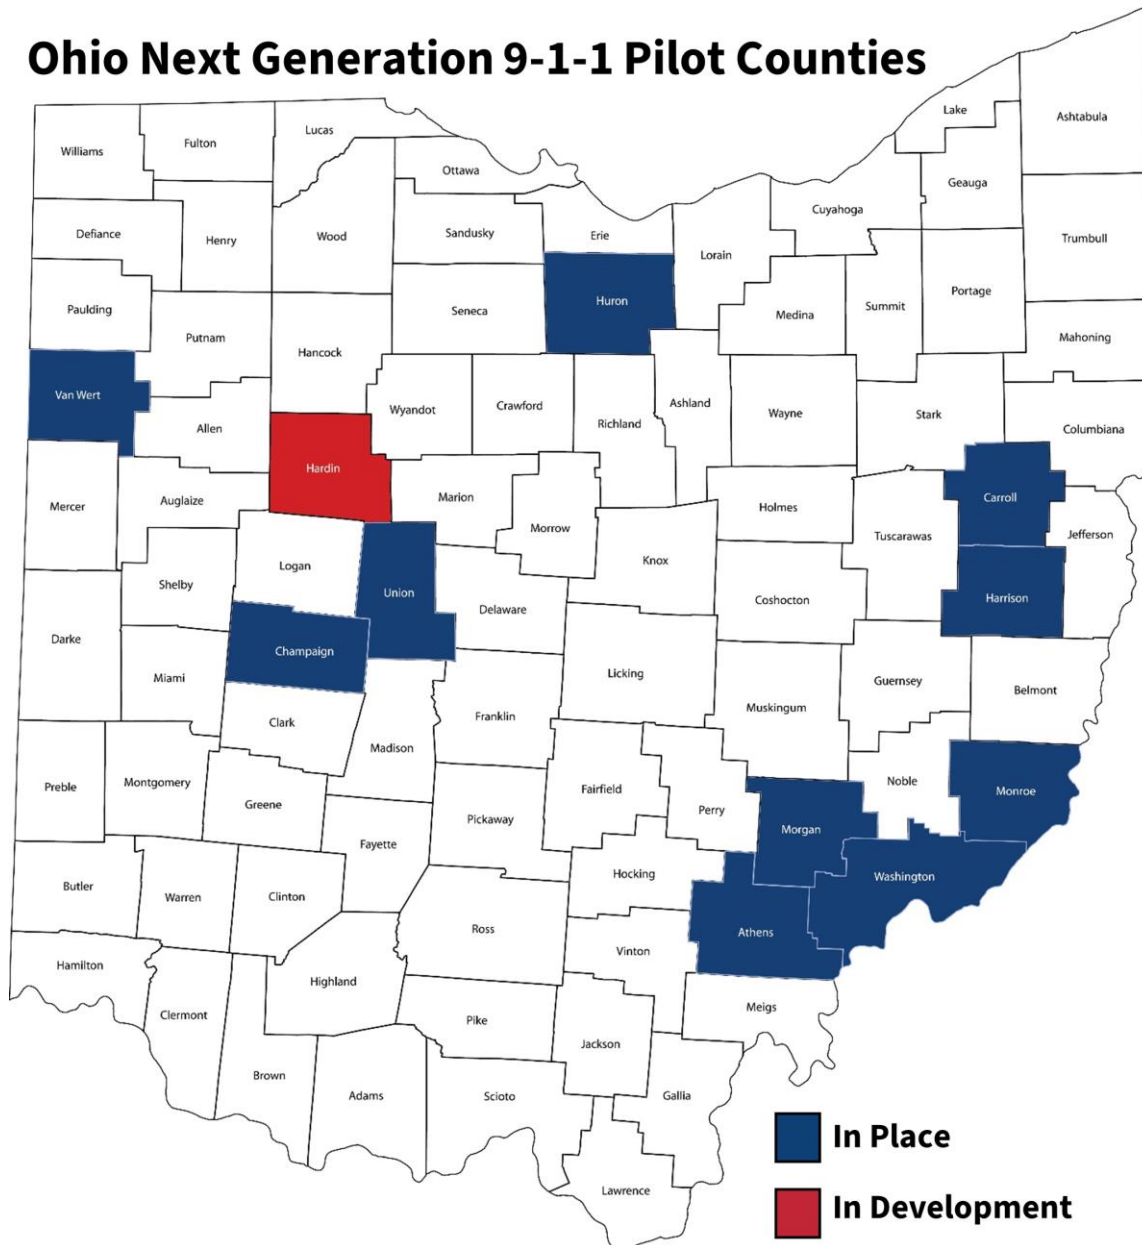 Ohio Next Generation 9-1-1 Pilot Counties
Lake
Ashtabula
Lucas
Fulton
Williams
Ottawa
Geauga
Cuyahoga
Defiance
Henry
Wood
Sandusky
Erie
Trumbull
Lorain
Huron
Portage
Summit
Paulding
Seneca
Medina
Putnam
Mahoning
Hancock
Van Wert
Wyandot
Crawford
Ashland
Wayne
Stark
Richland
Allen
Columbiana
Hardin
Mercer
Auglaize
Marion
Carroll
Holmes
Morrow
Tuscarawas
Jefferson
Knox
Logan
Shelby
Union
Coshocton
Harrison
Delaware
Darke
Champaign
Licking
Miami
Guernsey
Belmont
Muskingum
Clark
Franklin
Madison
Preble
Montgomery
Noble
Fairfield
Monroe
Greene
Perry
Pickaway
Morgan
Fayette
Hocking
Washington
Butler
Warren
Clinton
Ross
Athens
Vinton
Hamilton
Highland
Meigs
Clermont
Pike
Jackson
Brown
Adams
Scioto
Gallia
In Place
Lawrence
In Development